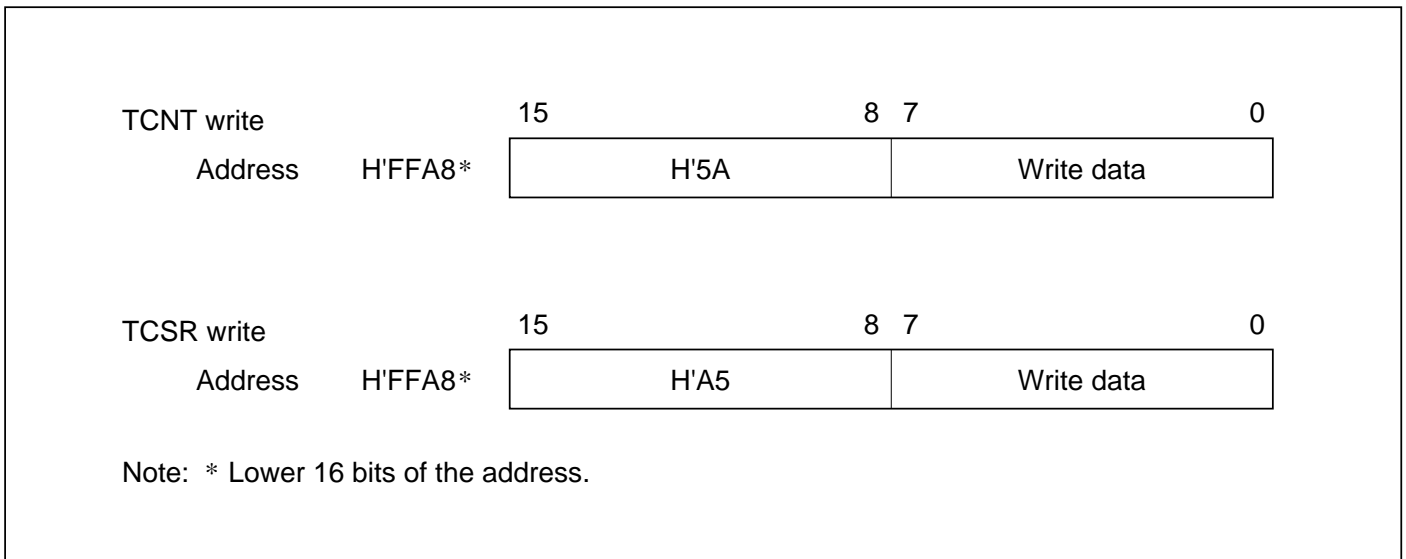 TCNT write 15 8 7 0
Address H'FFA8* H'5A Write data
TCSR write 15 8 7 0
Address H'FFA8* H'A5 Write data
Note: * Lower 16 bits of the address.